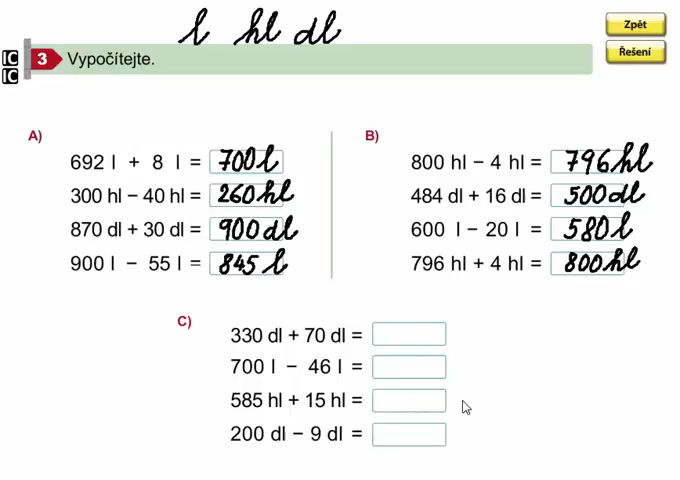 l hl dl
Zpět
3 Vypočítejte.
Řešení
A)
692 l + 8 l = 700 l
300 hl − 40 hl = 260 hl
870 dl + 30 dl = 900 dl
900 l − 55 l = 845 l
B)
800 hl − 4 hl = 796 hl
484 dl + 16 dl = 500 dl
600 l − 20 l = 580 l
796 hl + 4 hl = 800 hl
C)
330 dl + 70 dl =
700 l − 46 l =
585 hl + 15 hl =
200 dl − 9 dl =